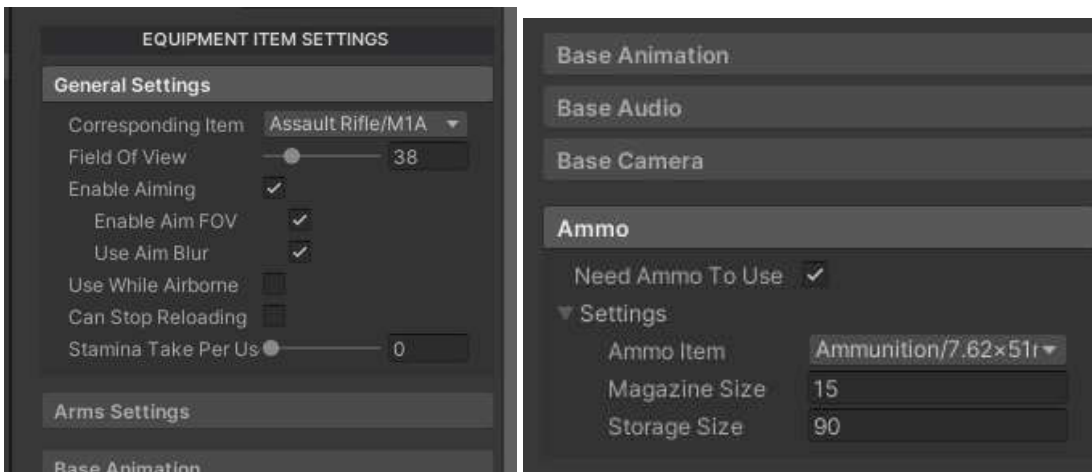 EQUIPMENT ITEM SETTINGS
General Settings
Corresponding Item Assault Rifle/M1A
Field Of View 38
Enable Aiming
Enable Aim FOV
Use Aim Blur
Use While Airborne
Can Stop Reloading
Stamina Take Per Us 0
Arms Settings
Base Animation
Base Animation
Base Audio
Base Camera
Ammo
Need Ammo To Use
Settings
Ammo Item Ammunition/7.62×51r
Magazine Size 15
Storage Size 90